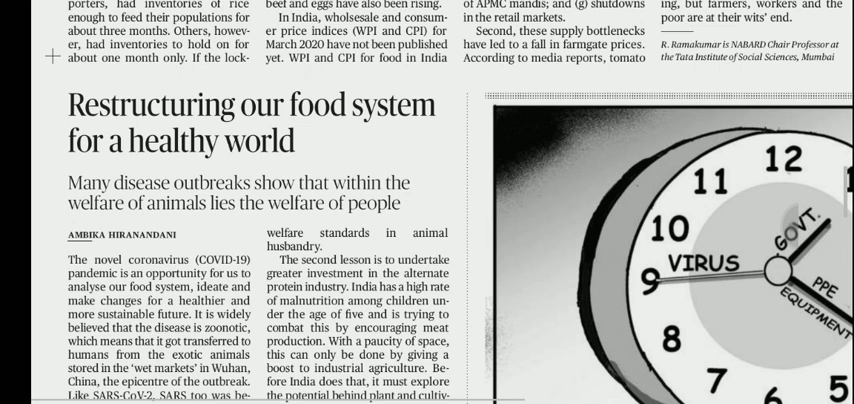 porters, had inventories of rice
enough to feed their populations for
about three months. Others, howev-
er, had inventories to hold on for
about one month only. If the lock-
beef and eggs have also been rising.
In India, wholesale and consum-
er price indices (WPI and CPI) for
March 2020 have not been published
yet. WPI and CPI for food in India
of APMC mandis; and (g) shutdowns
in the retail markets.
Second, these supply bottlenecks
have led to a fall in farmgate prices.
According to media reports, tomato
ing, but farmers, workers and the
poor are at their wits' end.
R. Ramakumar is NABARD Chair Professor at
the Tata Institute of Social Sciences, Mumbai
Restructuring our food system
for a healthy world
Many disease outbreaks show that within the
welfare of animals lies the welfare of people
AMBIKA HIRANANDANI
The novel coronavirus (COVID-19)
pandemic is an opportunity for us to
analyse our food system, ideate and
make changes for a healthier and
more sustainable future. It is widely
believed that the disease is zoonotic,
which means that it got transferred to
humans from the exotic animals
stored in the 'wet markets' in Wuhan,
China, the epicentre of the outbreak.
Like SARS-CoV-2, SARS too was be-
welfare standards in animal
husbandry.
The second lesson is to undertake
greater investment in the alternate
protein industry. India has a high rate
of malnutrition among children un-
der the age of five and is trying to
combat this by encouraging meat
production. With a paucity of space,
this can only be done by giving a
boost to industrial agriculture. Be-
fore India does that, it must explore
the potential behind plant and cultiv-
12
11
10
9
8
7
6
5
VIRUS
GOVT.
PPE
EQUIPMENT